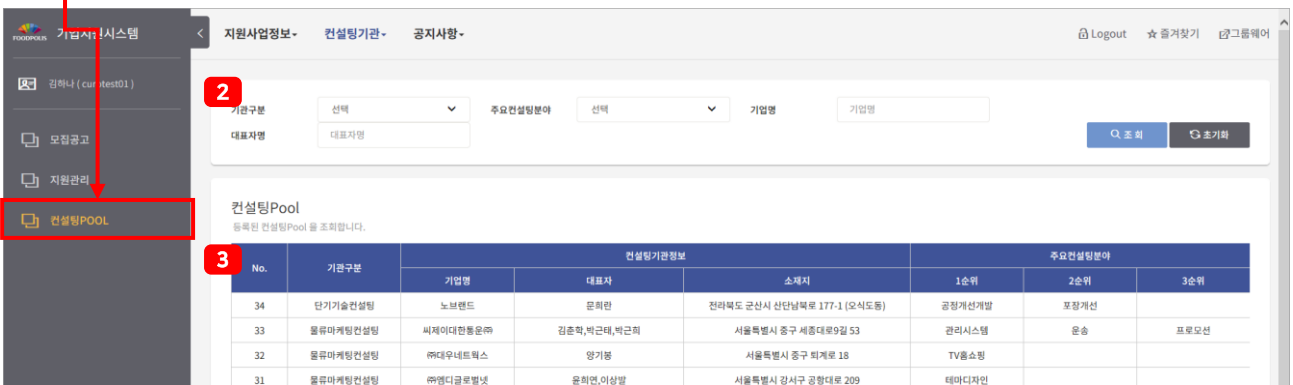 FOODPOLIS 기업지원시스템
< 지원사업정보 컨설팅기관 공지사항 Logout 즐겨찾기 그룹웨어
김하나 ( curotest01 )
2
기관구분 선택 주요컨설팅분야 선택 기업명 기업명
대표자명 대표자명 조회 초기화
모집공고
지원관리
컨설팅POOL
컨설팅Pool
등록된 컨설팅Pool 을 조회합니다.
3
No. 기관구분 컨설팅기관정보 주요컨설팅분야
기업명 대표자 소재지 1순위 2순위 3순위
34 단기기술컨설팅 노브랜드 문희란 전라북도 군산시 산단남북로 177-1 (오식도동) 공정개선개발 포장개선
33 물류마케팅컨설팅 씨제이대한통운㈜ 김춘학,박근태,박근희 서울특별시 중구 세종대로9길 53 관리시스템 운송 프로모션
32 물류마케팅컨설팅 ㈜대우네트웍스 양기봉 서울특별시 중구 퇴계로 18 TV홈쇼핑
31 물류마케팅컨설팅 ㈜엠디글로벌넷 윤희연,이상발 서울특별시 강서구 공항대로 209 테마디자인